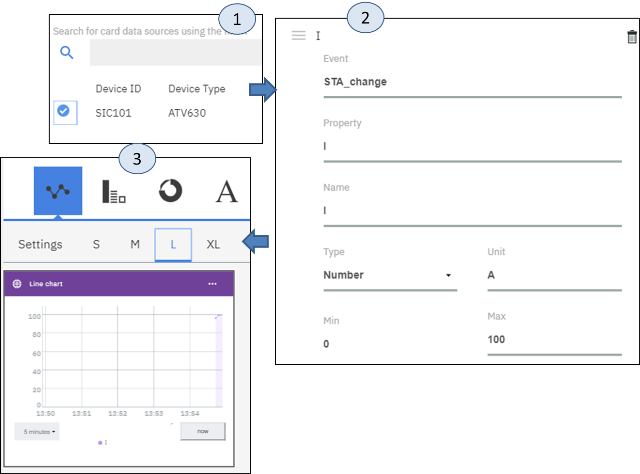 1
Search for card data sources using the
Device ID Device Type
SIC101 ATV630
2
I
Event
STA_change
Property
I
Name
I
Type Unit
Number A
Min Max
0 100
3
A
Settings S M L XL
Line chart
100
80
60
40
20
0
13:50 13:51 13:52 13:53 13:54
5 minutes now
I